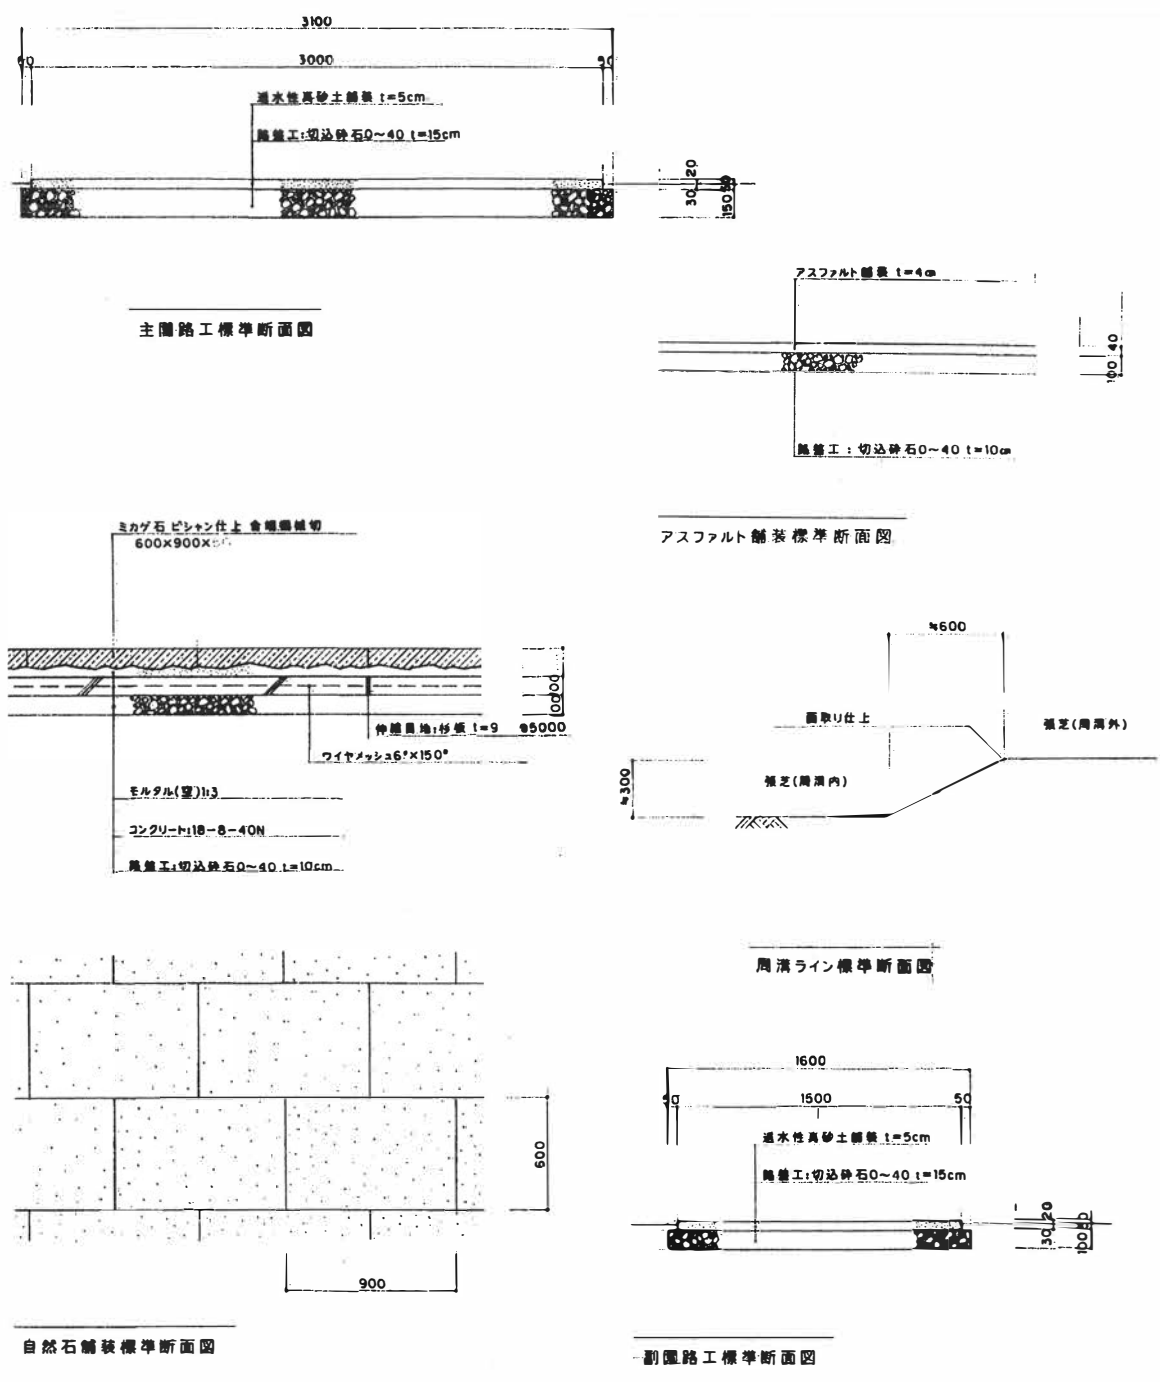 3100
50
3000
50
透水性真砂土舗装 t=5cm
路盤工:切込砕石0~40 t=15cm
20
30
50
150
主園路工標準断面図
アスファルト舗装 t=4cm
40
100
路盤工:切込砕石0~40 t=10cm
アスファルト舗装標準断面図
ミカゲ石 ビシャン仕上
600×900×
100
100
伸縮目地:杉板 t=9 @5000
ワイヤメッシュ6°×150°
モルタル(空)1:3
コンクリート:18-8-40N
路盤工:切込砕石0~40 t=10cm
≒600
面取り仕上
張芝(周溝外)
張芝(周溝内)
≒300
周溝ライン標準断面図
600
900
自然石舗装標準断面図
1600
50
1500
50
透水性真砂土舗装 t=5cm
路盤工:切込砕石0~40 t=15cm
20
30
50
100
副園路工標準断面図